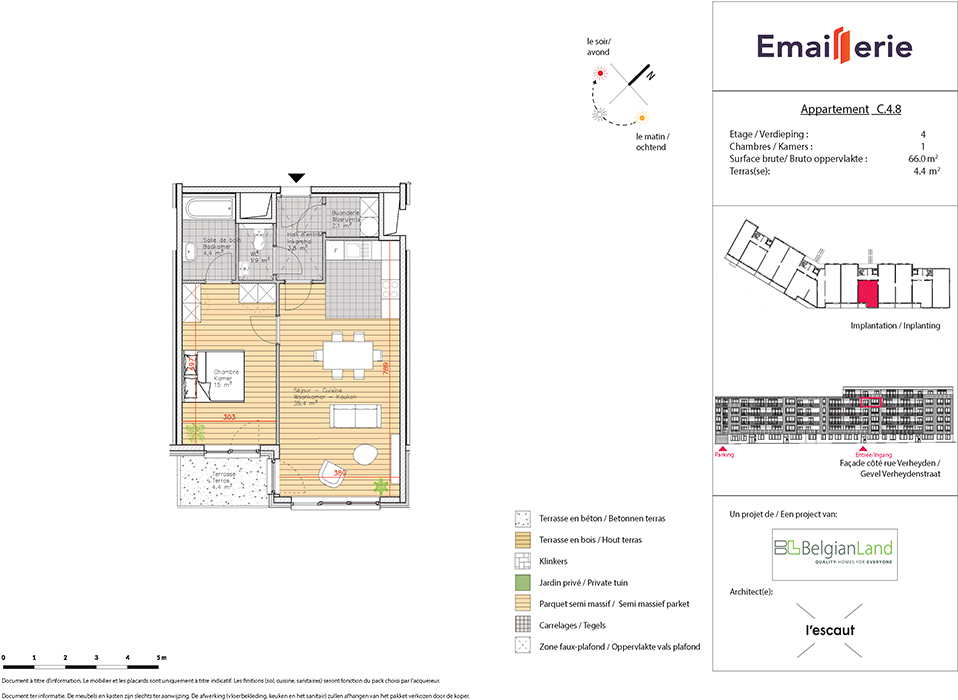 le soir/
avond
N
le matin /
ochtend
Emaillerie
Appartement C.4.8
Etage / Verdieping : 4
Chambres / Kamers : 1
Surface brute/ Bruto oppervlakte : 66.0 m²
Terras(se): 4.4 m²
Implantation / Inplanting
Parking
Entrée/Ingang
Façade côté rue Verheyden /
Gevel Verheydenstraat
Un projet de / Een project van:
BelgianLand
QUALITY HOMES FOR EVERYONE
Architect(e):
l'escaut
Buanderie
Wasruimte
2,1 m²
Salle de bain
Badkamer
4,4 m²
Hall d'entrée
Inkomhal
3,8 m²
WC
Chambre
Kamer
15 m²
497
303
789
Séjour - Cuisine
Woonkamer - Keuken
35,4 m²
389
Terrasse
Terras
4,4 m²
Terrasse en béton / Betonnen terras
Terrasse en bois / Hout terras
Klinkers
Jardin privé / Private tuin
Parquet semi massif / Semi massief parket
Carrelages / Tegels
Zone faux-plafond / Oppervlakte vals plafond
0 1 2 3 4 5 m
Document à titre d'information. Le mobilier et les placards sont uniquement à titre indicatif. Les finitions (sol, cuisine, sanitaires) seront fonction du pack choisi par l'acquéreur.
Document ter informatie. De meubels en kasten zijn slechts ter aanwijzing. De afwerking (vloerbekleding, keuken en het sanitair) zullen afhangen van het pakket verkozen door de koper.